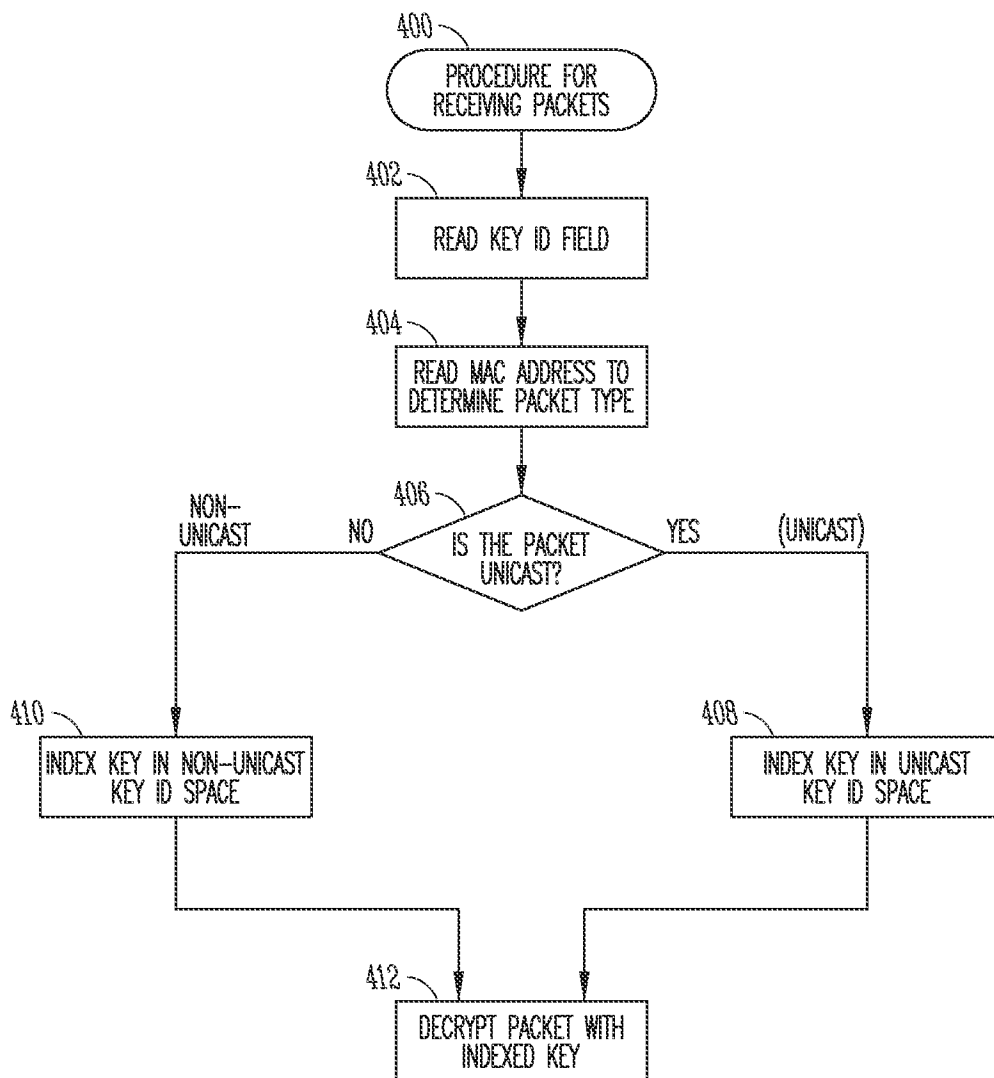 400
PROCEDURE FOR
RECEIVING PACKETS
402
READ KEY ID FIELD
404
READ MAC ADDRESS TO
DETERMINE PACKET TYPE
406
NON-
UNICAST
NO
IS THE PACKET
UNICAST?
YES
(UNICAST)
410
INDEX KEY IN NON-UNICAST
KEY ID SPACE
408
INDEX KEY IN UNICAST
KEY ID SPACE
412
DECRYPT PACKET WITH
INDEXED KEY